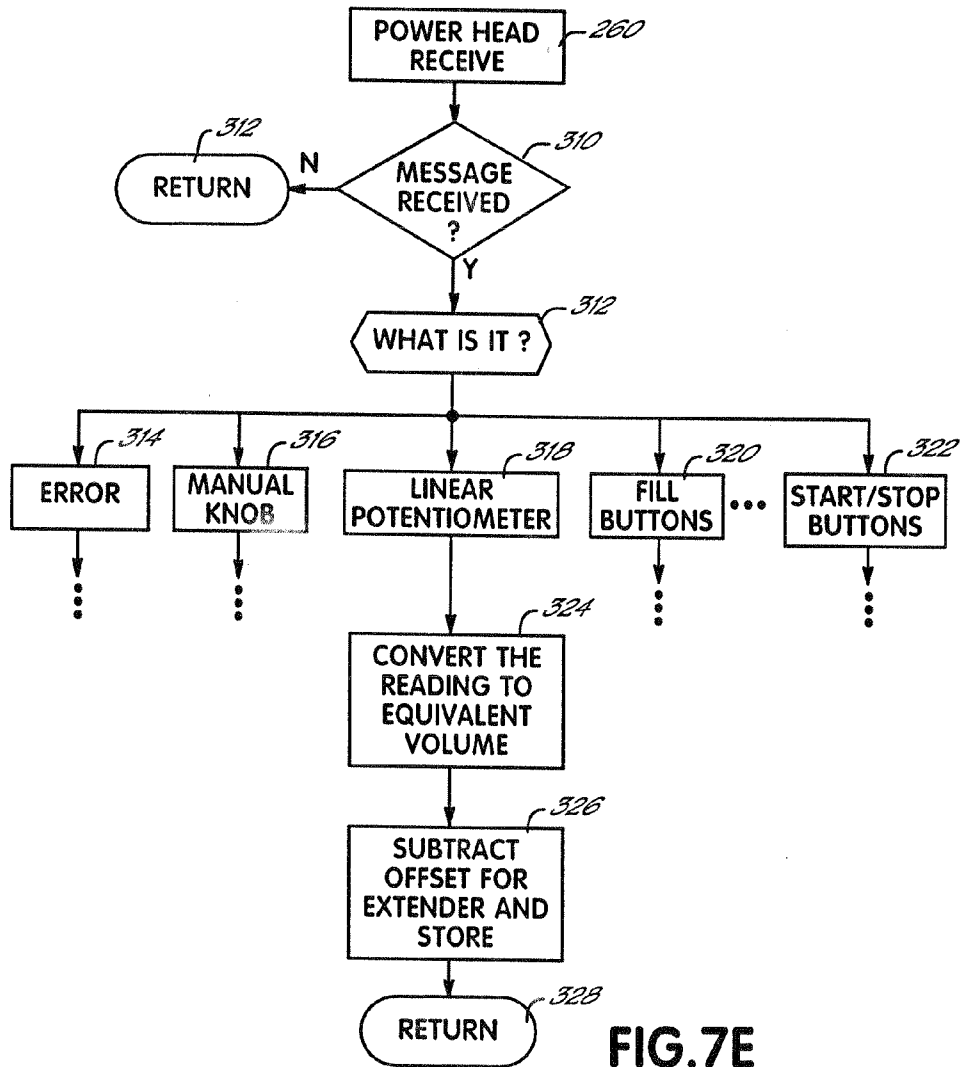 POWER HEAD
RECEIVE
260
312
RETURN
N
310
MESSAGE
RECEIVED
?
Y
312
WHAT IS IT ?
314
ERROR
316
MANUAL
KNOB
318
LINEAR
POTENTIOMETER
320
FILL
BUTTONS
322
START/STOP
BUTTONS
324
CONVERT THE
READING TO
EQUIVALENT
VOLUME
326
SUBTRACT
OFFSET FOR
EXTENDER AND
STORE
328
RETURN
FIG.7E